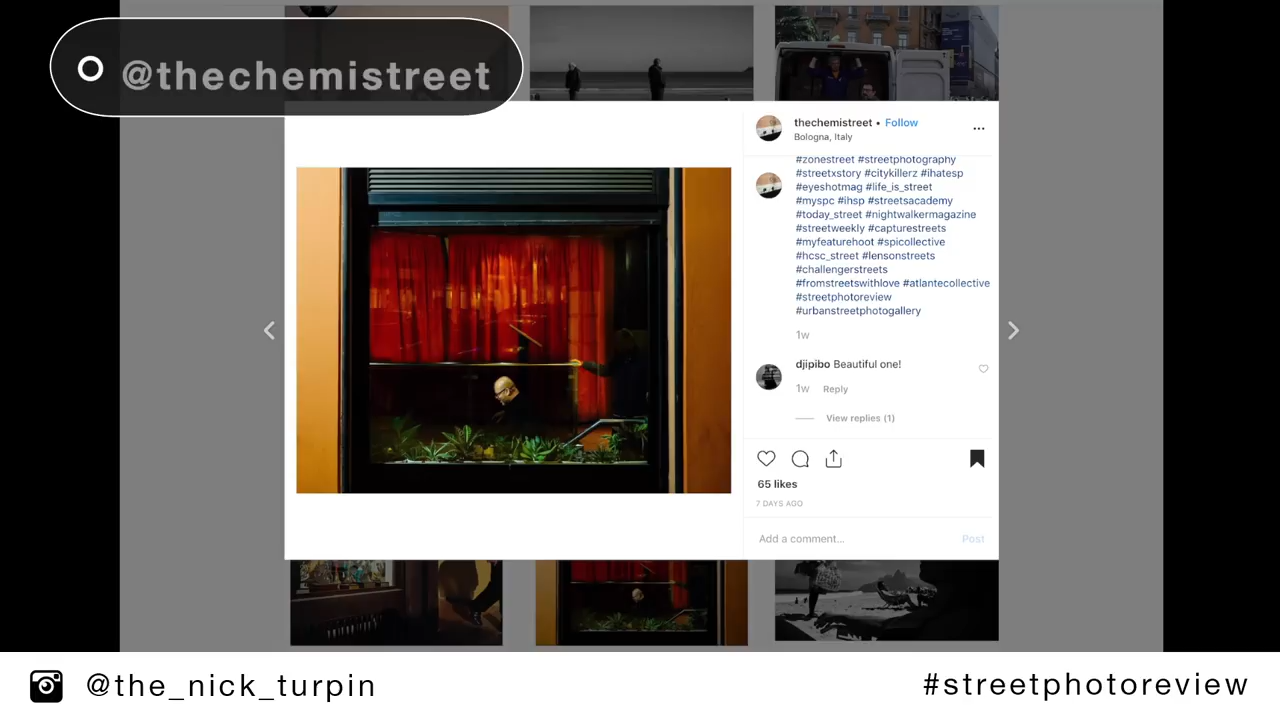 @thechemistreet
thechemistreet • Follow
Bologna, Italy
#zonestreet #streetphotography
#streetxstory #citykillerz #ihatesp
#eyeshotmag #life_is_street
#myspc #ihsp #streetsacademy
#today_street #nightwalkermagazine
#streetweekly #capturestreets
#myfeaturehoot #spicollective
#hcsc_street #lensonstreets
#challengerstreets
#fromstreetswithlove #atlantecollective
#streetphotoreview
#urbanstreetphotogallery
1w
djipibo Beautiful one!
1w Reply
View replies (1)
65 likes
7 DAYS AGO
Add a comment... Post
@the_nick_turpin
#streetphotoreview